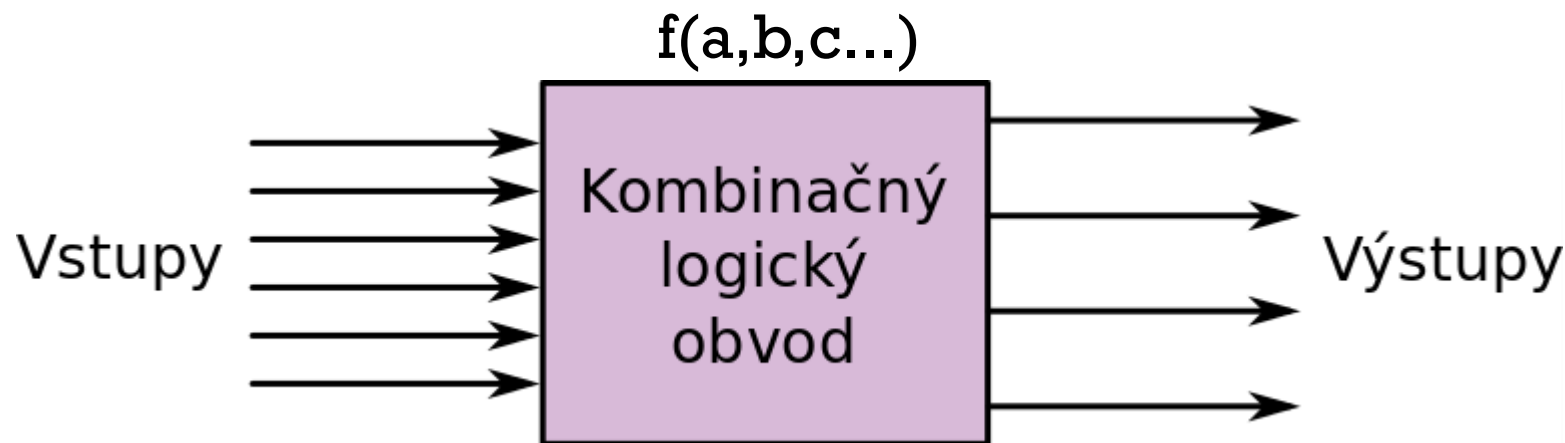 f(a,b,c...)
Vstupy
Kombinačný
logický
obvod
Výstupy